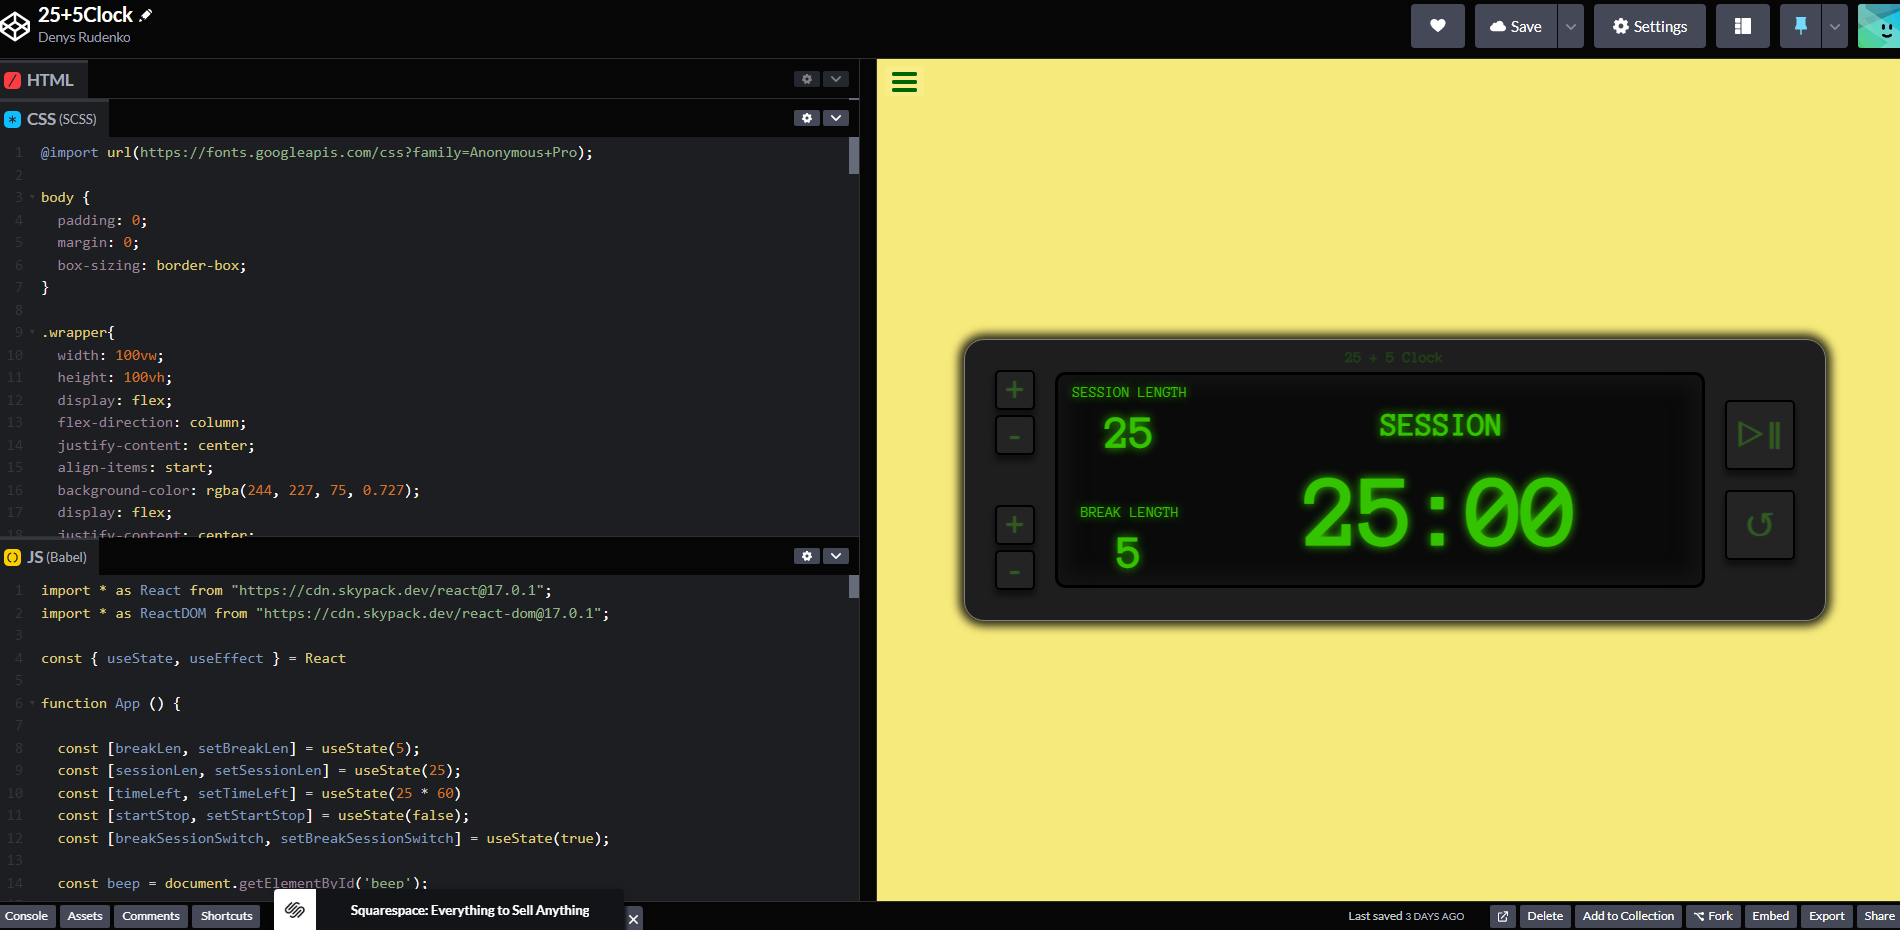 25+5Clock
Denys Rudenko
Save
Settings
HTML
CSS (SCSS)
1 @import url(https://fonts.googleapis.com/css?family=Anonymous+Pro);
2
3 body {
4 padding: 0;
5 margin: 0;
6 box-sizing: border-box;
7 }
8
9 .wrapper{
10 width: 100vw;
11 height: 100vh;
12 display: flex;
13 flex-direction: column;
14 justify-content: center;
15 align-items: start;
16 background-color: rgba(244, 227, 75, 0.727);
17 display: flex;
18 justify-content: center;
JS (Babel)
1 import * as React from "https://cdn.skypack.dev/react@17.0.1";
2 import * as ReactDOM from "https://cdn.skypack.dev/react-dom@17.0.1";
3
4 const { useState, useEffect } = React
5
6 function App () {
7
8 const [breakLen, setBreakLen] = useState(5);
9 const [sessionLen, setSessionLen] = useState(25);
10 const [timeLeft, setTimeLeft] = useState(25 * 60)
11 const [startStop, setStartStop] = useState(false);
12 const [breakSessionSwitch, setBreakSessionSwitch] = useState(true);
13
14 const beep = document.getElementById('beep');
25 + 5 Clock
+
-
SESSION LENGTH
25
SESSION
25:00
+
-
BREAK LENGTH
5
Console
Assets
Comments
Shortcuts
Squarespace: Everything to Sell Anything
Last saved 3 DAYS AGO
Delete
Add to Collection
Fork
Embed
Export
Share